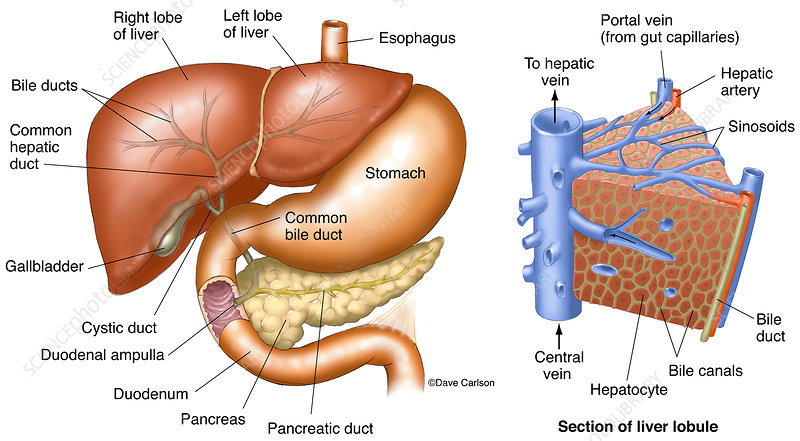 Right lobe
of liver
Left lobe
of liver
Esophagus
Bile ducts
Common
hepatic
duct
Stomach
Common
bile duct
Gallbladder
Cystic duct
Duodenal ampulla
Duodenum
Pancreas
Pancreatic duct
©Dave Carlson
Portal vein
(from gut capillaries)
To hepatic
vein
Hepatic
artery
Sinosoids
Central
vein
Hepatocyte
Bile canals
Bile
duct
Section of liver lobule
SCIENCEPHOTOLIBRARY